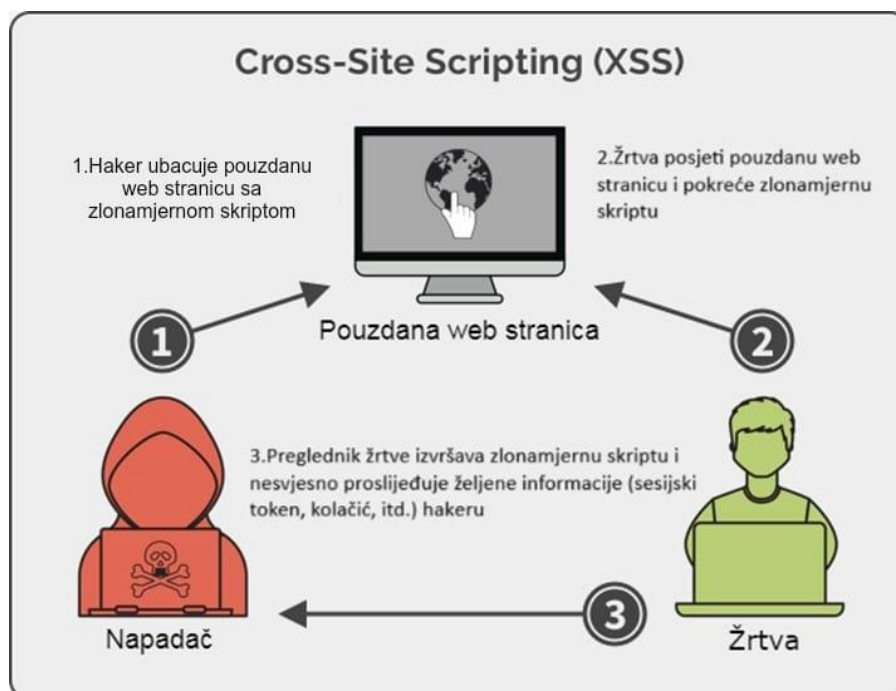 Cross-Site Scripting (XSS)
1.Haker ubacuje pouzdanu
web stranicu sa
zlonamjernom skriptom
2.Žrtva posjeti pouzdanu web
stranicu i pokreće zlonamjernu
skriptu
Pouzdana web stranica
1
2
3.Preglednik žrtve izvršava zlonamjernu skriptu i
nesvjesno proslijeđuje željene informacije (sesijski
token, kolačić, itd.) hakeru
3
Napadač
Žrtva